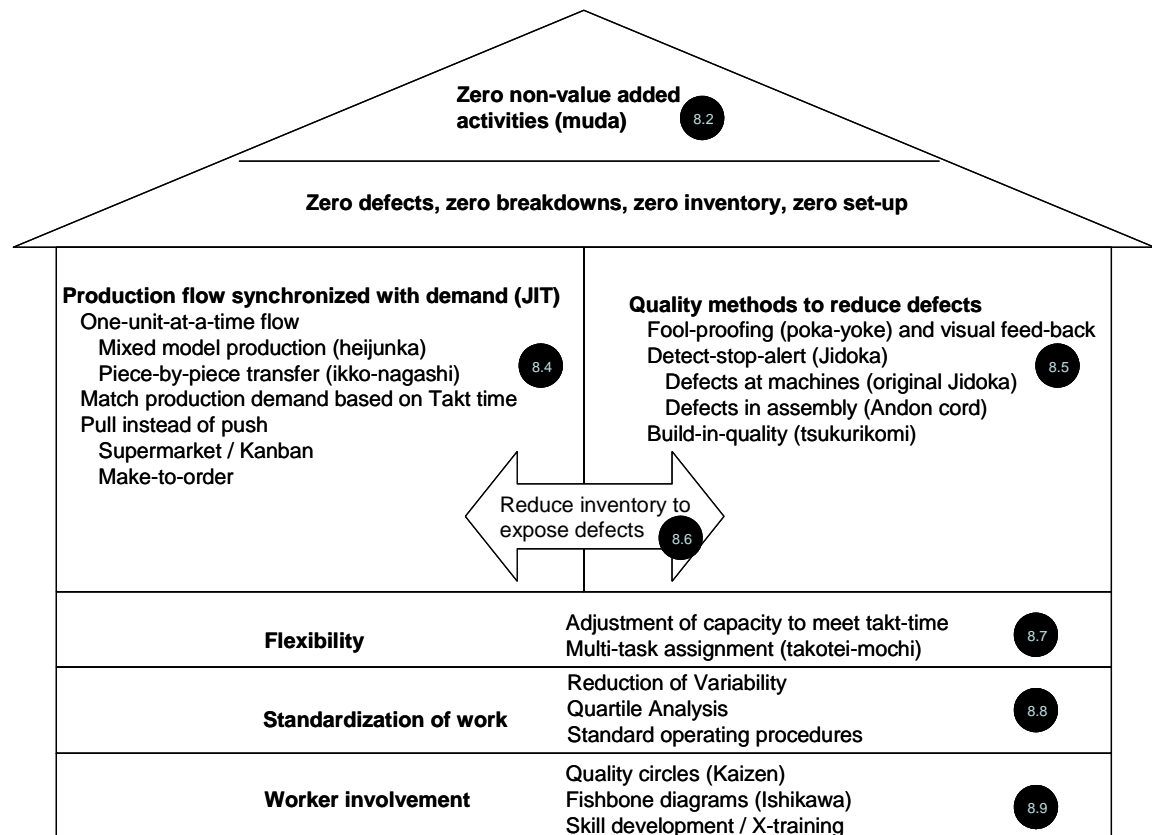 Zero non-value added
activities (muda)
8.2
Zero defects, zero breakdowns, zero inventory, zero set-up
Production flow synchronized with demand (JIT)
One-unit-at-a-time flow
Mixed model production (heijunka)
Piece-by-piece transfer (ikko-nagashi)
8.4
Match production demand based on Takt time
Pull instead of push
Supermarket / Kanban
Make-to-order
Quality methods to reduce defects
Fool-proofing (poka-yoke) and visual feed-back
Detect-stop-alert (Jidoka)
8.5
Defects at machines (original Jidoka)
Defects in assembly (Andon cord)
Build-in-quality (tsukurikomi)
Reduce inventory to
expose defects
8.6
Flexibility
Adjustment of capacity to meet takt-time
Multi-task assignment (takotei-mochi)
8.7
Standardization of work
Reduction of Variability
Quartile Analysis
Standard operating procedures
8.8
Worker involvement
Quality circles (Kaizen)
Fishbone diagrams (Ishikawa)
Skill development / X-training
8.9